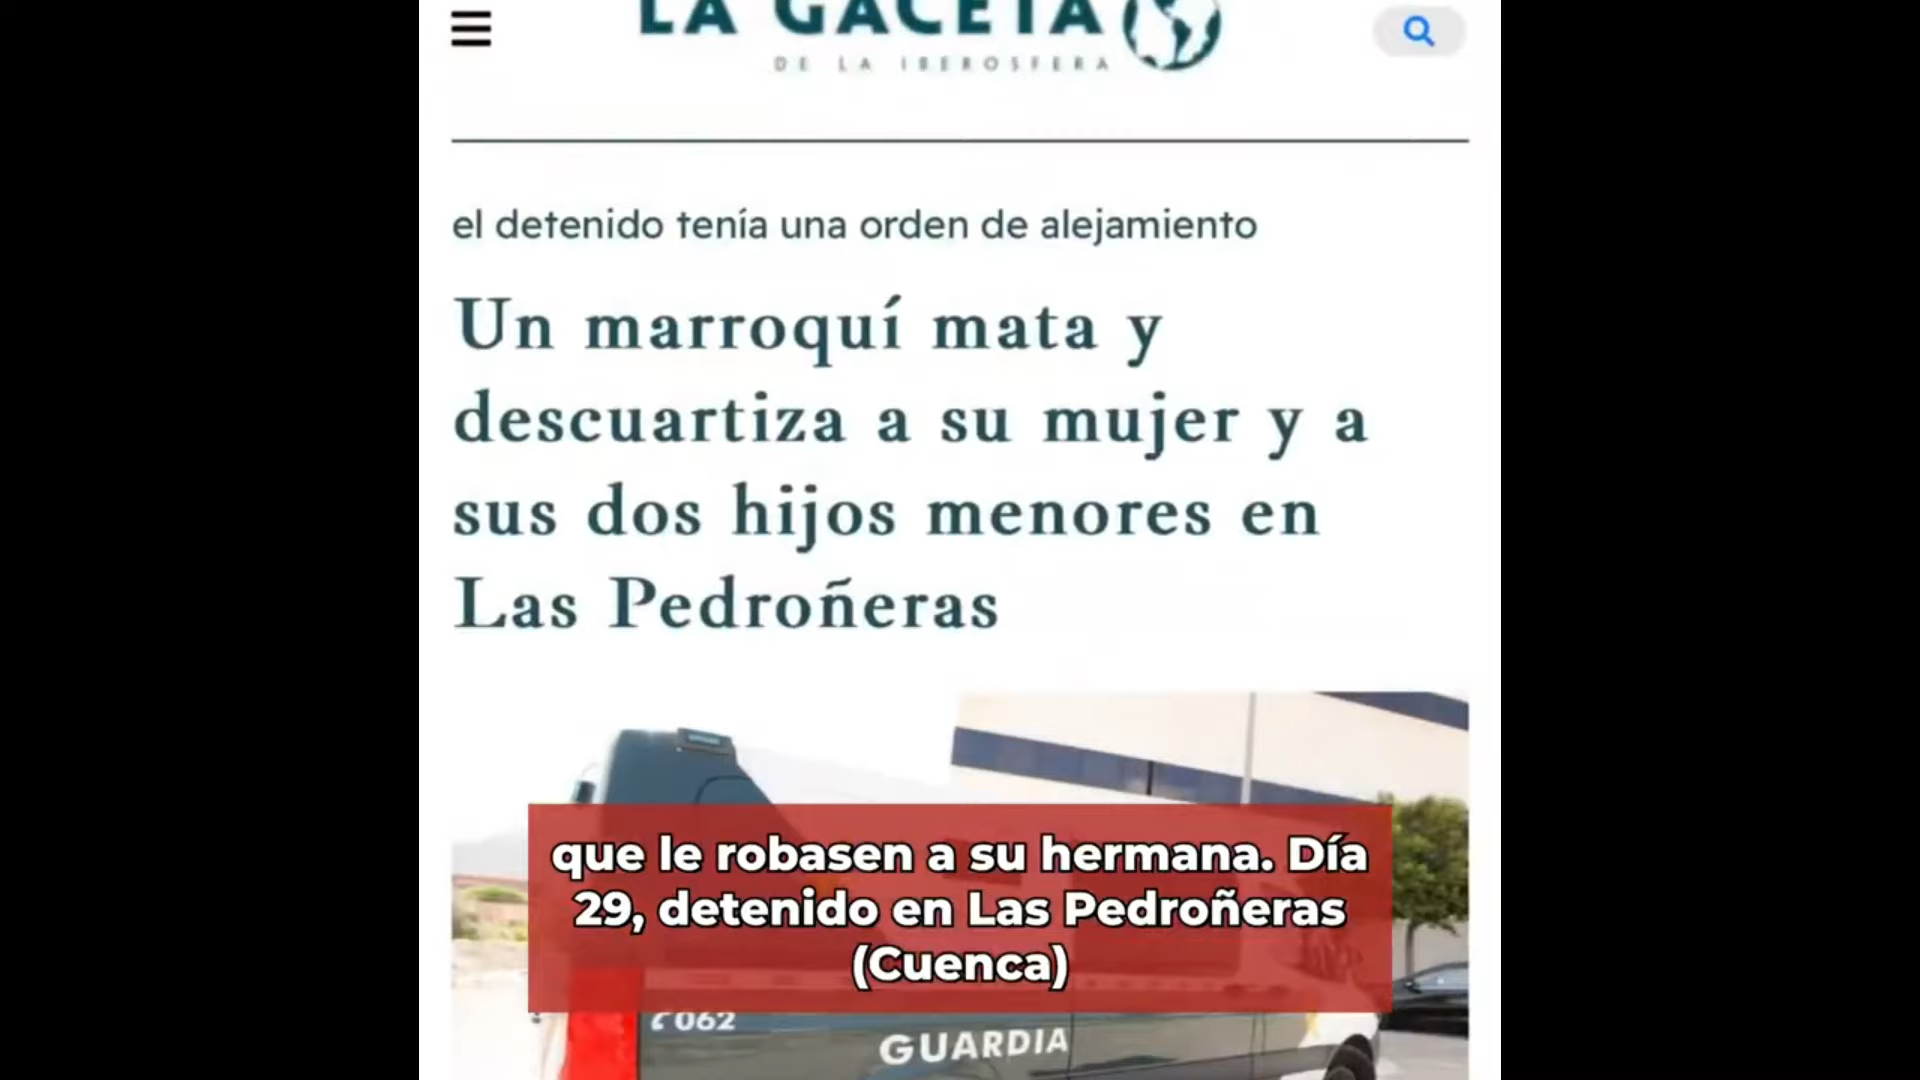 LA GACETA
DE LA IBEROSFERA
el detenido tenía una orden de alejamiento
Un marroquí mata y
descuartiza a su mujer y a
sus dos hijos menores en
Las Pedroñeras
que le robasen a su hermana. Día
29, detenido en Las Pedroñeras
(Cuenca)
062
GUARDIA